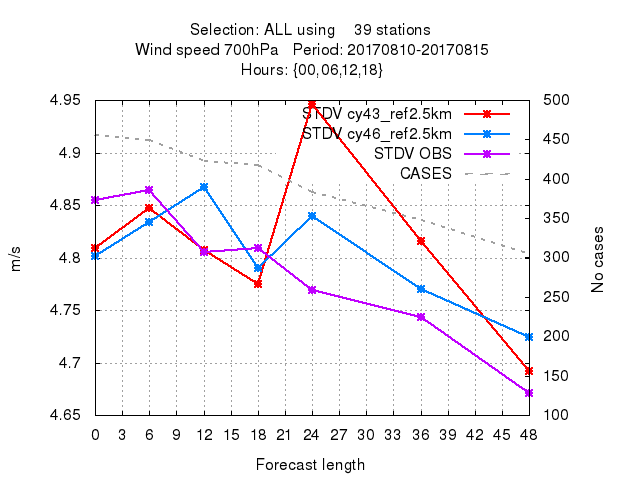 Selection: ALL using 39 stations
Wind speed 700hPa Period: 20170810-20170815
Hours: {00,06,12,18}
STDV cy43_ref2.5km
STDV cy46_ref2.5km
STDV OBS
CASES
4.95
4.9
4.85
4.8
4.75
4.7
4.65
500
450
400
350
300
250
200
150
100
m/s
No cases
0 3 6 9 12 15 18 21 24 27 30 33 36 39 42 45 48
Forecast length